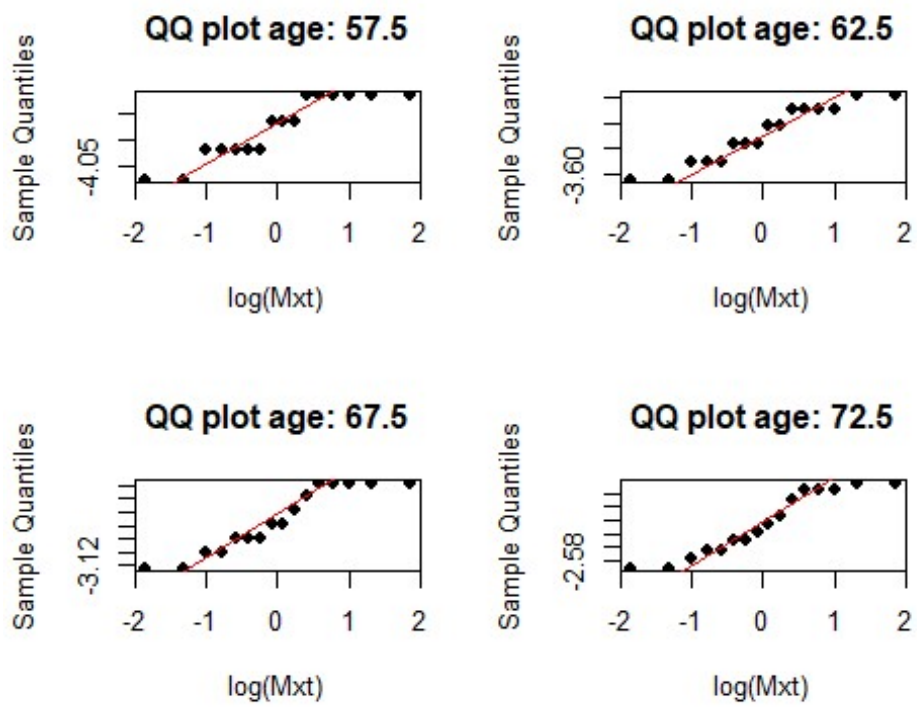 QQ plot age: 57.5
Sample Quantiles
-4.05
-2 -1 0 1 2
log(Mxt)
QQ plot age: 62.5
Sample Quantiles
-3.60
-2 -1 0 1 2
log(Mxt)
QQ plot age: 67.5
Sample Quantiles
-3.12
-2 -1 0 1 2
log(Mxt)
QQ plot age: 72.5
Sample Quantiles
-2.58
-2 -1 0 1 2
log(Mxt)